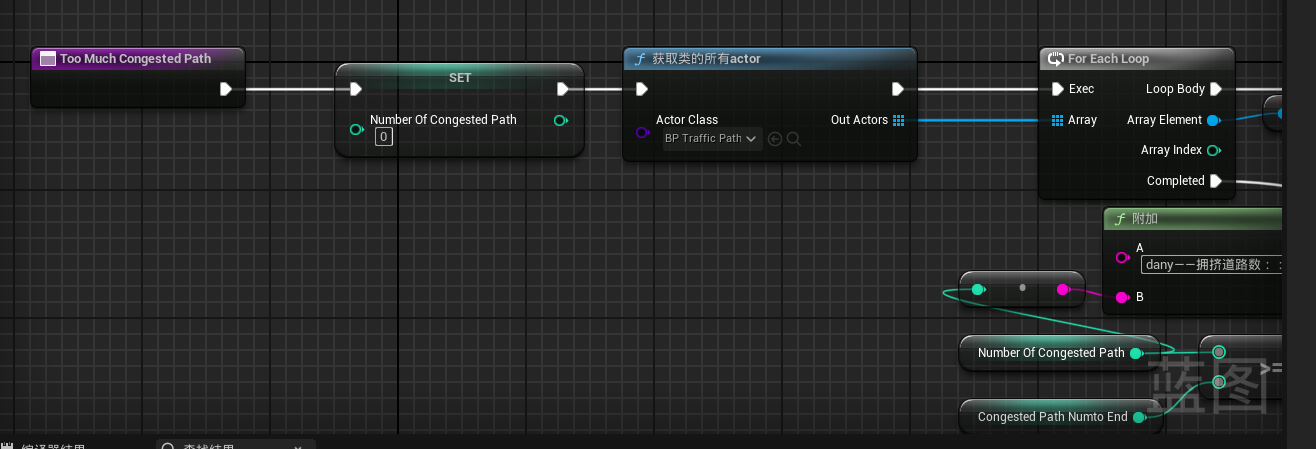 Too Much Congested Path
SET
Number Of Congested Path
0
获取类的所有actor
Actor Class
BP Traffic Path
Out Actors
For Each Loop
Exec
Loop Body
Array
Array Element
Array Index
Completed
附加
A
dany——拥挤道路数：：
B
Number Of Congested Path
>=
Congested Path Numto End
蓝图
编译器结果
查找结果